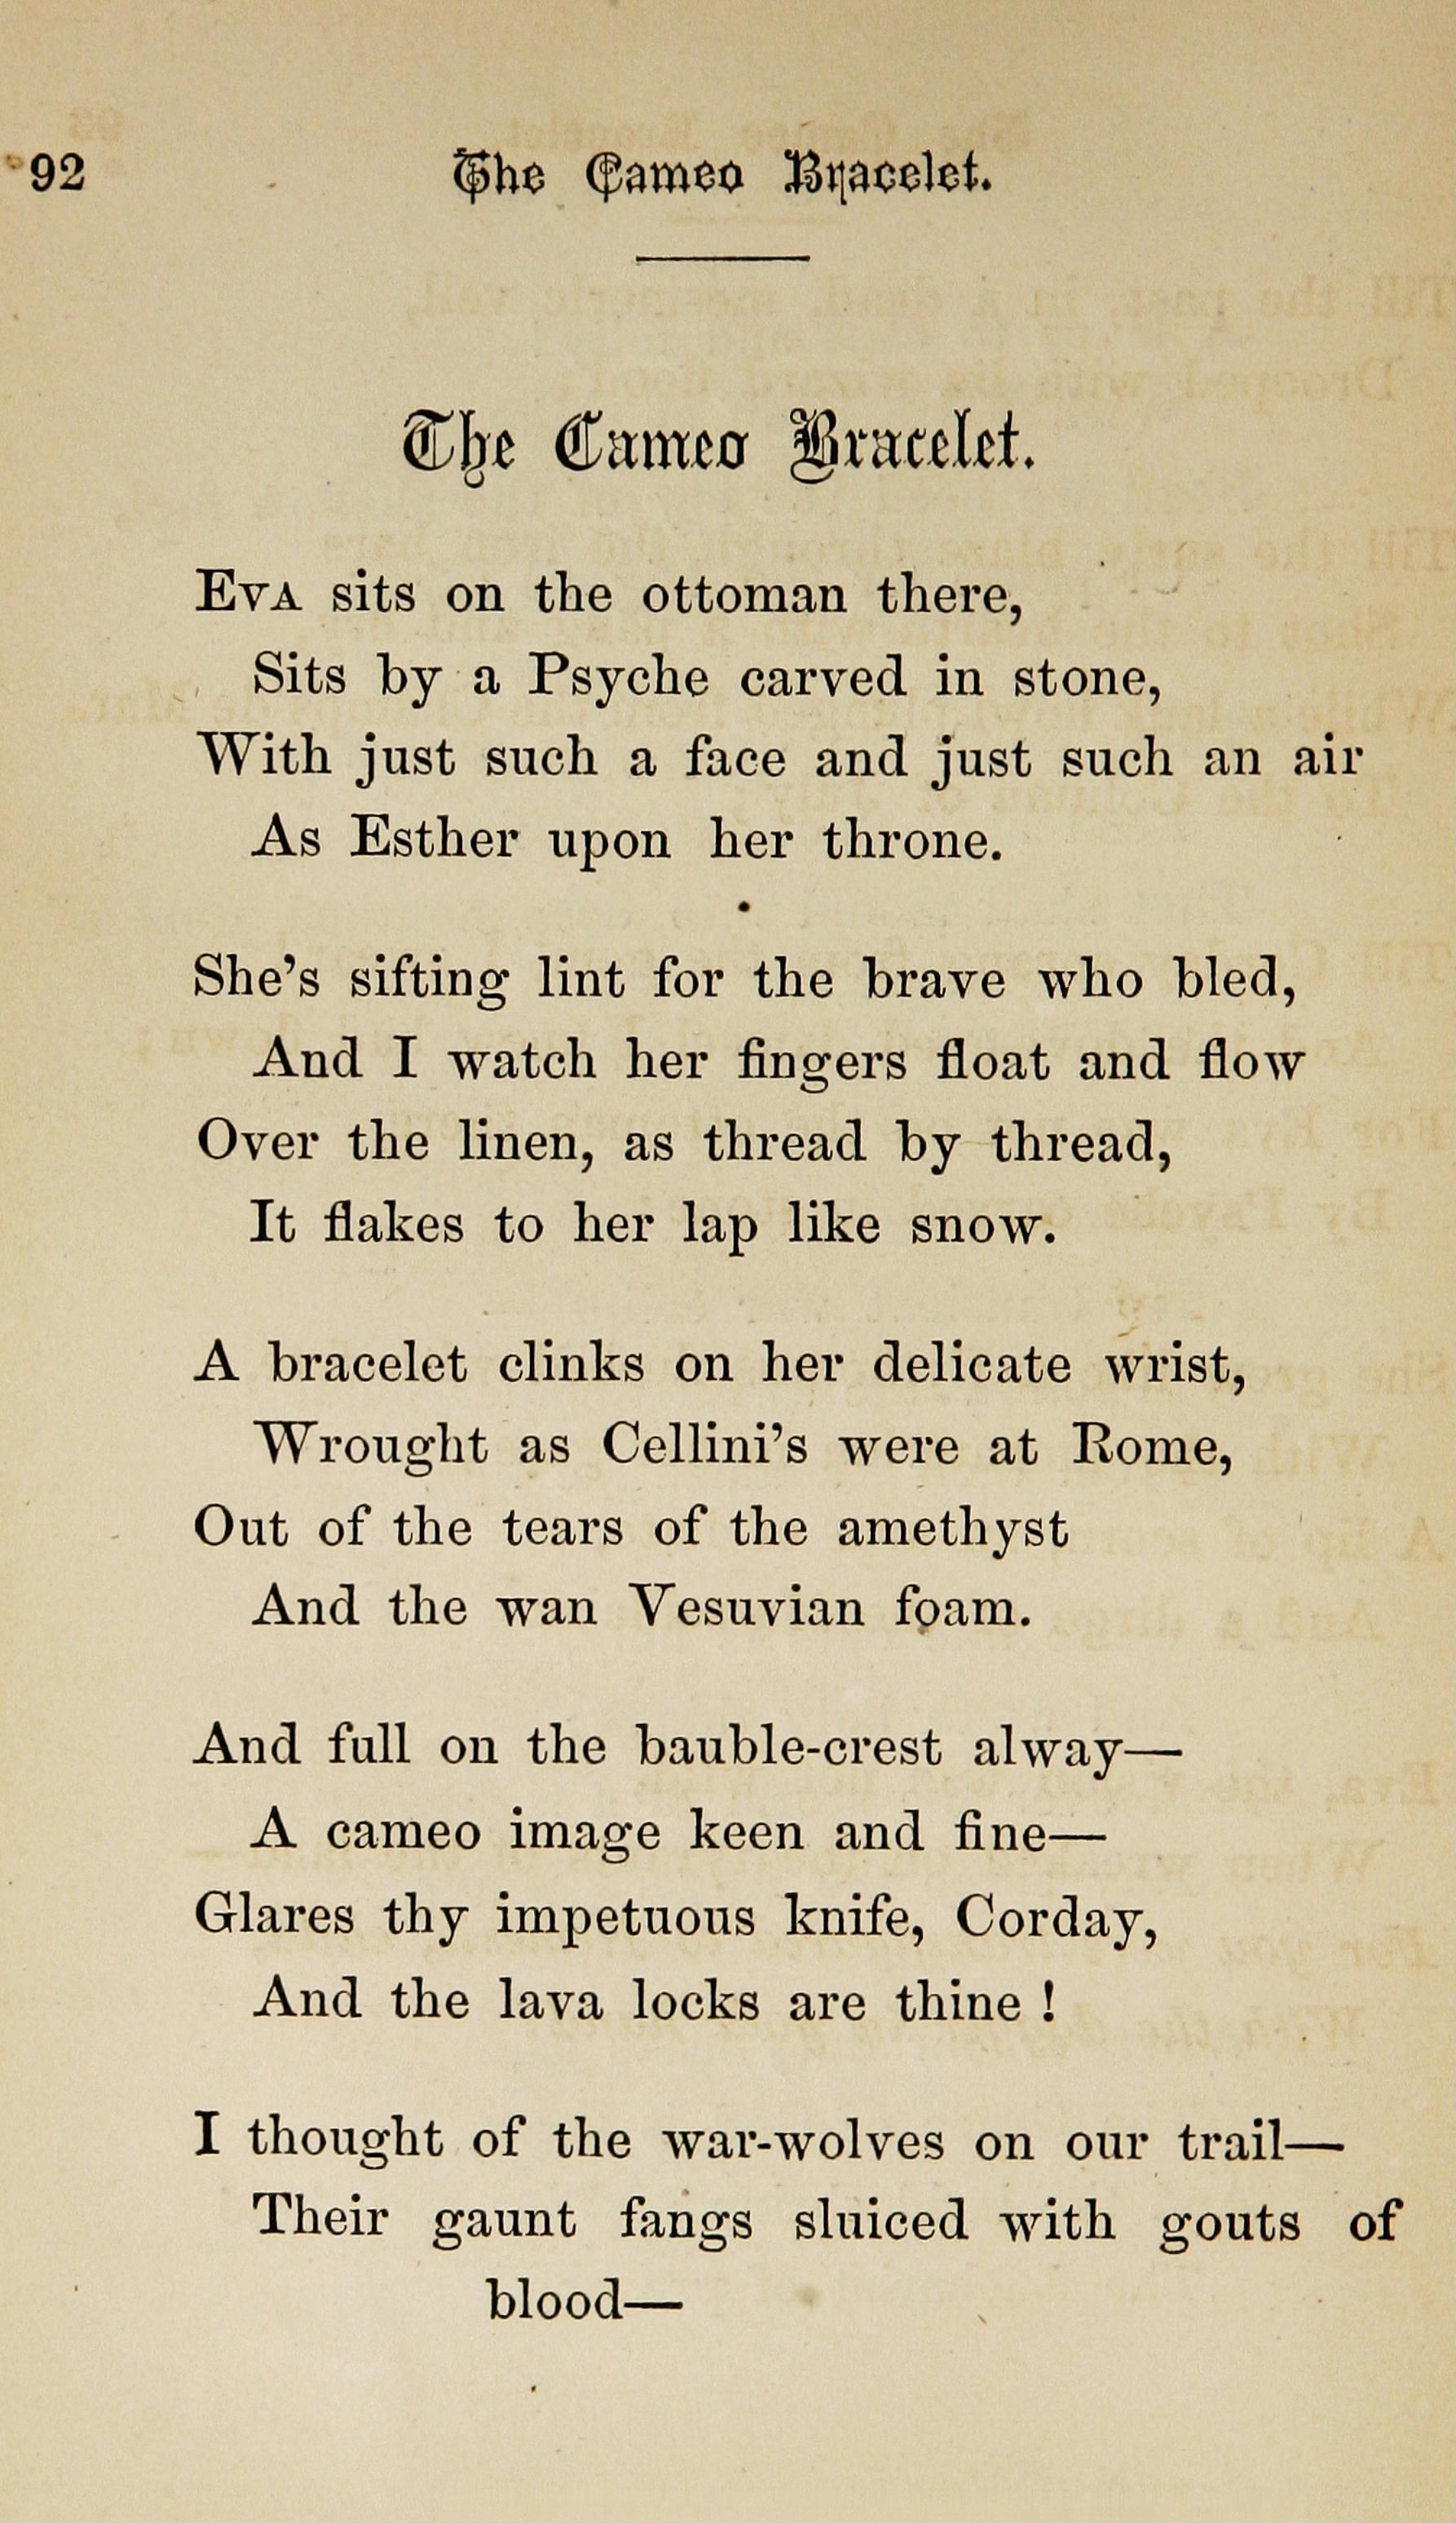 92 The Cameo Bracelet.
The Cameo Bracelet.
EVA sits on the ottoman there,
Sits by a Psyche carved in stone,
With just such a face and just such an air
As Esther upon her throne.
She's sifting lint for the brave who bled,
And I watch her fingers float and flow
Over the linen, as thread by thread,
It flakes to her lap like snow.
A bracelet clinks on her delicate wrist,
Wrought as Cellini's were at Rome,
Out of the tears of the amethyst
And the wan Vesuvian foam.
And full on the bauble-crest alway—
A cameo image keen and fine—
Glares thy impetuous knife, Corday,
And the lava locks are thine !
I thought of the war-wolves on our trail—
Their gaunt fangs sluiced with gouts of
blood—